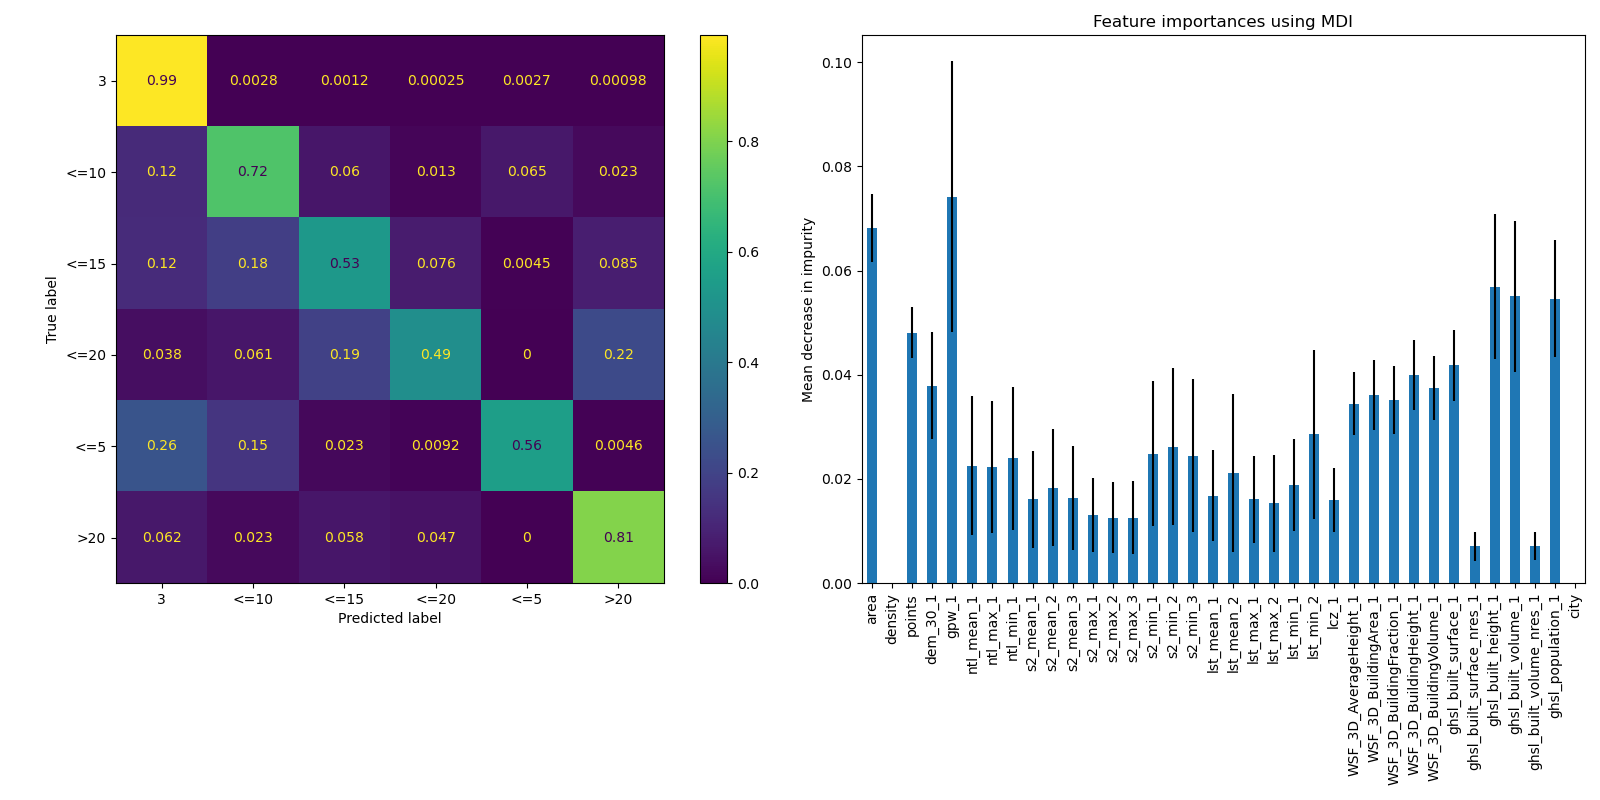 Feature importances using MDI
True label
3 0.99 0.0028 0.0012 0.00025 0.0027 0.00098
<=10 0.12 0.72 0.06 0.013 0.065 0.023
<=15 0.12 0.18 0.53 0.076 0.0045 0.085
<=20 0.038 0.061 0.19 0.49 0 0.22
<=5 0.26 0.15 0.023 0.0092 0.56 0.0046
>20 0.062 0.023 0.058 0.047 0 0.81
3 <=10 <=15 <=20 <=5 >20
Predicted label
0.8
0.6
0.4
0.2
0.0
Mean decrease in impurity
0.10
0.08
0.06
0.04
0.02
0.00
area
density
points
dem_30_1
gpw_1
ntl_mean_1
ntl_max_1
ntl_min_1
s2_mean_1
s2_mean_2
s2_mean_3
s2_max_1
s2_max_2
s2_max_3
s2_min_1
s2_min_2
s2_min_3
lst_mean_1
lst_mean_2
lst_max_1
lst_max_2
lst_min_1
lst_min_2
lcz_1
WSF_3D_AverageHeight_1
WSF_3D_BuildingArea_1
WSF_3D_BuildingFraction_1
WSF_3D_BuildingHeight_1
WSF_3D_BuildingVolume_1
ghsl_built_surface_1
ghsl_built_surface_nres_1
ghsl_built_height_1
ghsl_built_volume_1
ghsl_built_volume_nres_1
ghsl_population_1
city